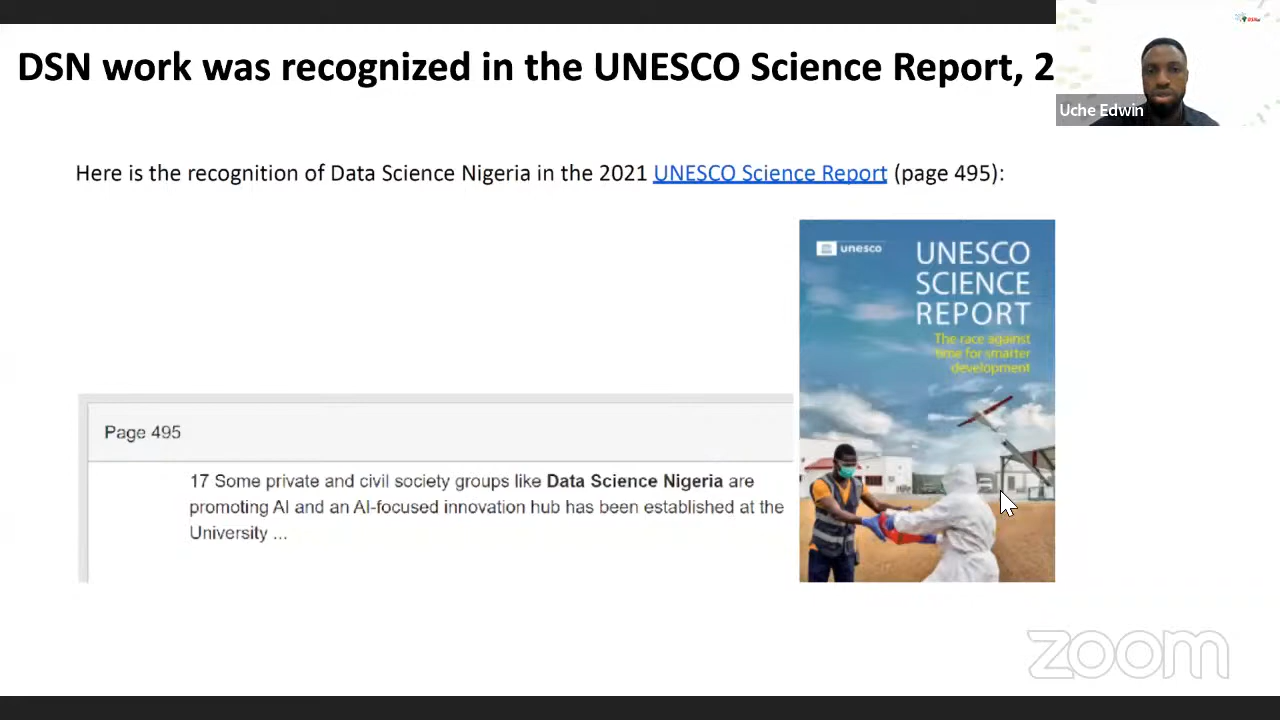 DSN work was recognized in the UNESCO Science Report, 2
Uche Edwin
Here is the recognition of Data Science Nigeria in the 2021 UNESCO Science Report (page 495):
unesco
UNESCO
SCIENCE
REPORT
The race against
time for smarter
development
Page 495
17 Some private and civil society groups like Data Science Nigeria are
promoting AI and an AI-focused innovation hub has been established at the
University ...
zoom